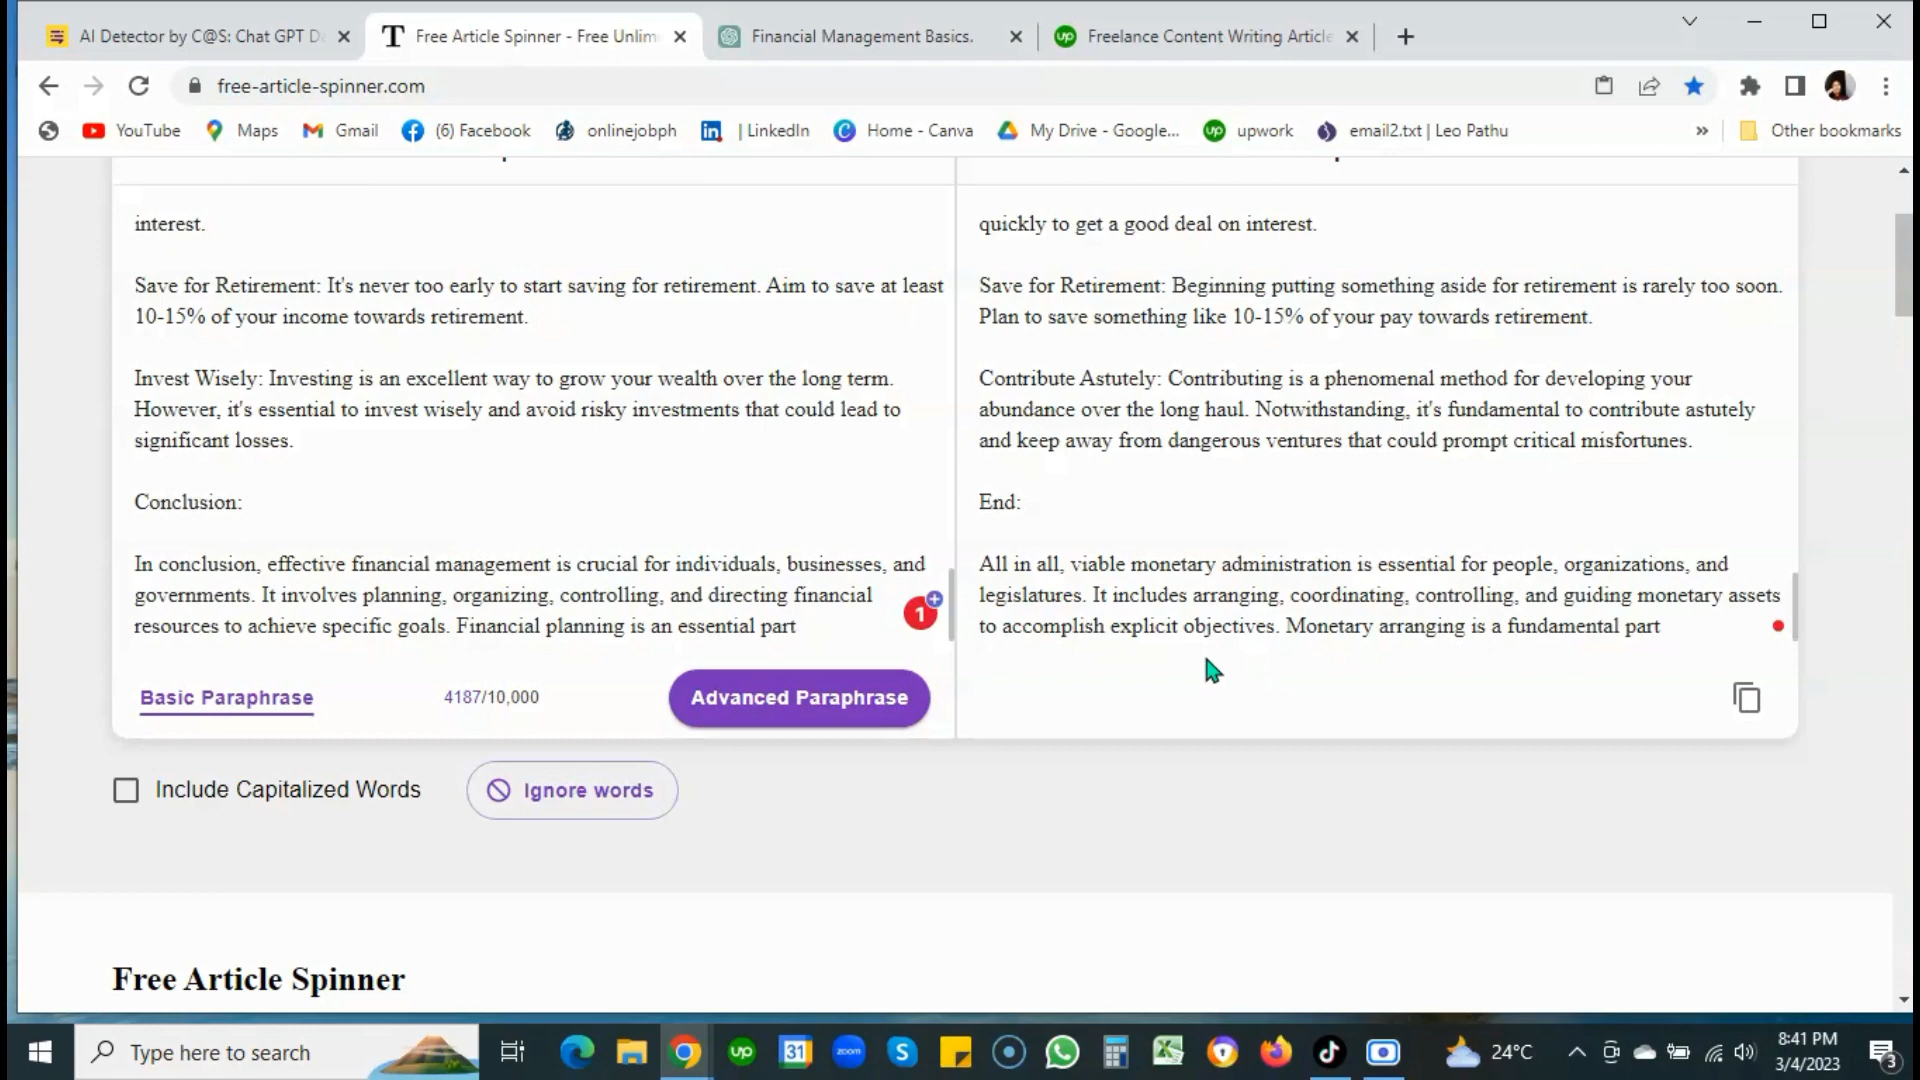 AI Detector by C@S: Chat GPT D
Free Article Spinner - Free Unlim
Financial Management Basics.
Freelance Content Writing Article
free-article-spinner.com
YouTube
Maps
Gmail
(6) Facebook
onlinejobph
in
| LinkedIn
C
Home - Canva
My Drive - Google...
up
upwork
email2.txt | Leo Pathu
»
Other bookmarks
interest.
Save for Retirement: It's never too early to start saving for retirement. Aim to save at least
10-15% of your income towards retirement.
Invest Wisely: Investing is an excellent way to grow your wealth over the long term.
However, it's essential to invest wisely and avoid risky investments that could lead to
significant losses.
Conclusion:
In conclusion, effective financial management is crucial for individuals, businesses, and
governments. It involves planning, organizing, controlling, and directing financial
resources to achieve specific goals. Financial planning is an essential part
1
Basic Paraphrase
4187/10,000
Advanced Paraphrase
quickly to get a good deal on interest.
Save for Retirement: Beginning putting something aside for retirement is rarely too soon.
Plan to save something like 10-15% of your pay towards retirement.
Contribute Astutely: Contributing is a phenomenal method for developing your
abundance over the long haul. Notwithstanding, it's fundamental to contribute astutely
and keep away from dangerous ventures that could prompt critical misfortunes.
End:
All in all, viable monetary administration is essential for people, organizations, and
legislatures. It includes arranging, coordinating, controlling, and guiding monetary assets
to accomplish explicit objectives. Monetary arranging is a fundamental part
Include Capitalized Words
Ignore words
Free Article Spinner
Type here to search
up
31
zoom
S
24°C
8:41 PM
3/4/2023
3